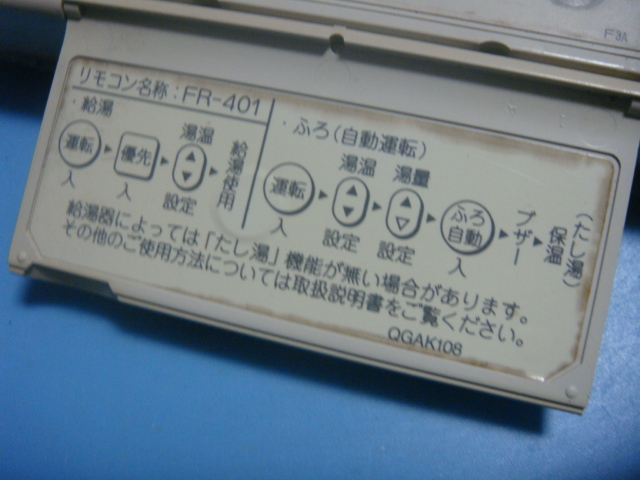 リモコン名称：FR-401
・給湯
運転 入 ▶ 優先 入 ▶ 湯温 ▲ ▼ 設定 ▶ 給湯使用
・ふろ（自動運転）
運転 入 ▶ 湯温 ▲ ▼ 設定 ▶ 湯量 ▲ ▽ 設定 ▶ ふろ自動 入 ▶ ブザー ▶ （たし湯）保温
給湯器によっては「たし湯」機能が無い場合があります。
その他のご使用方法については取扱説明書をご覧ください。
QGAK108